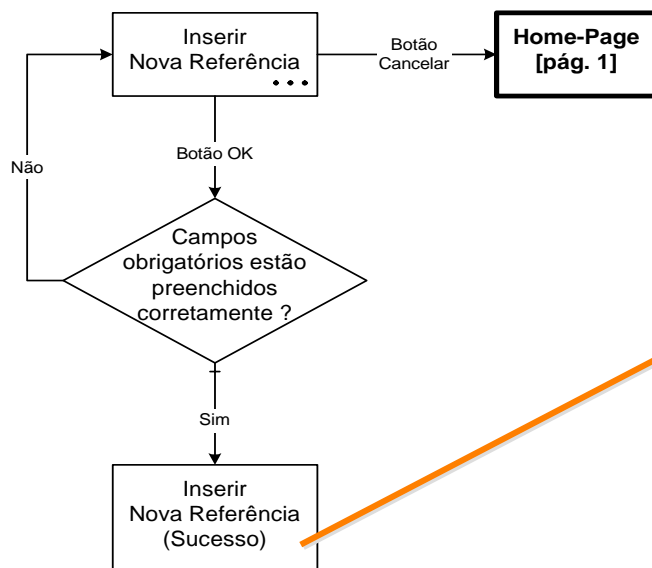 Inserir
Nova Referência
...
Botão
Cancelar
Home-Page
[pág. 1]
Botão OK
Não
Campos
obrigatórios estão
preenchidos
corretamente ?
Sim
Inserir
Nova Referência
(Sucesso)